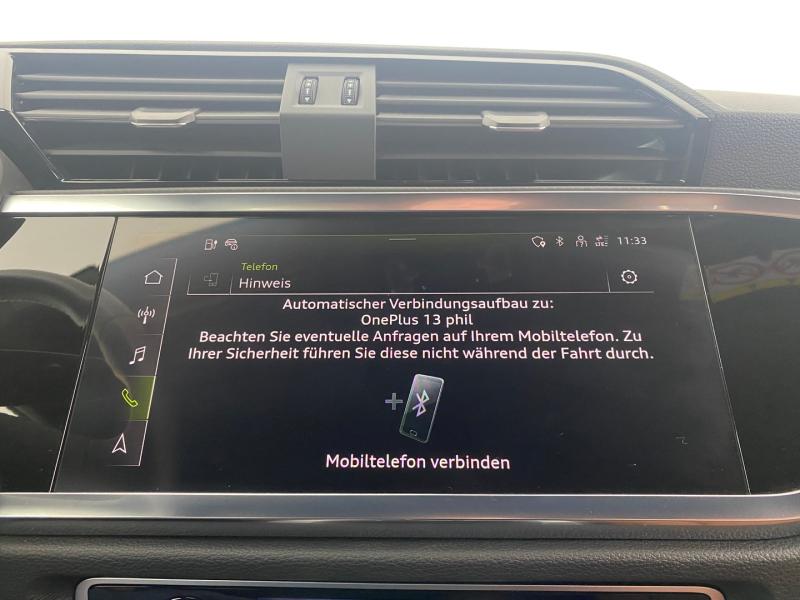 11:33
Telefon
Hinweis
Automatischer Verbindungsaufbau zu:
OnePlus 13 phil
Beachten Sie eventuelle Anfragen auf Ihrem Mobiltelefon. Zu
Ihrer Sicherheit führen Sie diese nicht während der Fahrt durch.
Mobiltelefon verbinden